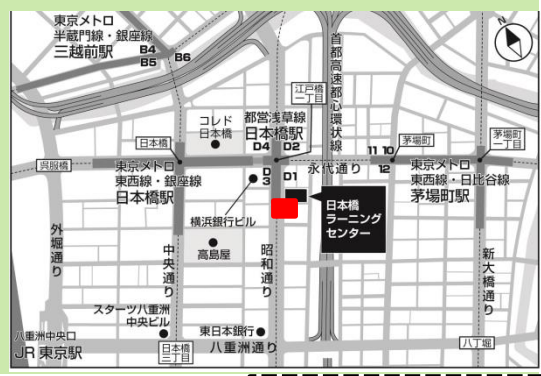 東京メトロ
半蔵門線・銀座線
三越前駅
B4
B5
B6
N
首都高速都心環状線
江戸橋
一丁目
コレド
日本橋
都営浅草線
日本橋駅
D4 D2
日本橋
呉服橋
東京メトロ
東西線・銀座線
日本橋駅
D
3
D1
永代通り
11 10
12
茅場町
茅場町
一丁目
東京メトロ
東西線・日比谷線
茅場町駅
日本橋
ラーニング
センター
横浜銀行ビル
高島屋
外堀通り
中央通り
昭和通り
新大橋通り
スターツ八重洲
中央ビル
東日本銀行
八重洲中央口
JR 東京駅
日本橋
三丁目
八重洲通り
八丁堀